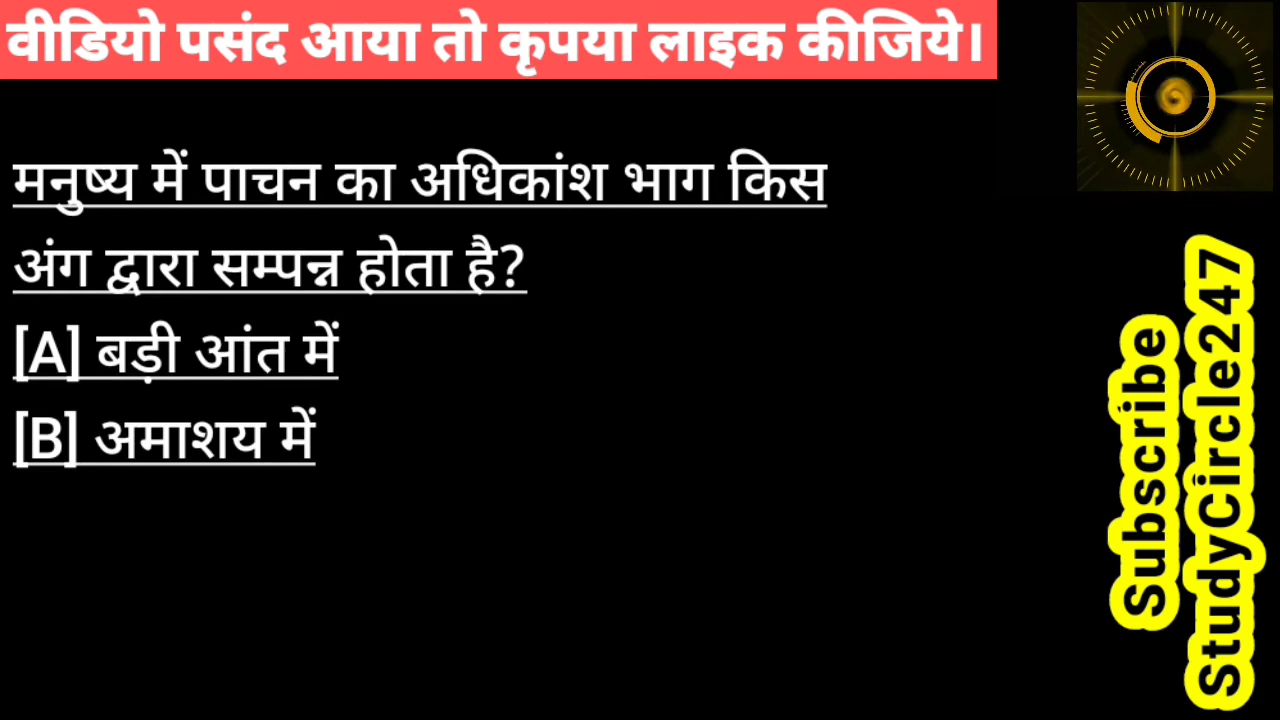 वीडियो पसंद आया तो कृपया लाइक कीजिये।
मनुष्य में पाचन का अधिकांश भाग किस
अंग द्वारा सम्पन्न होता है?
[A] बड़ी आंत में
[B] अमाशय में
Subscribe
StudyCircle247